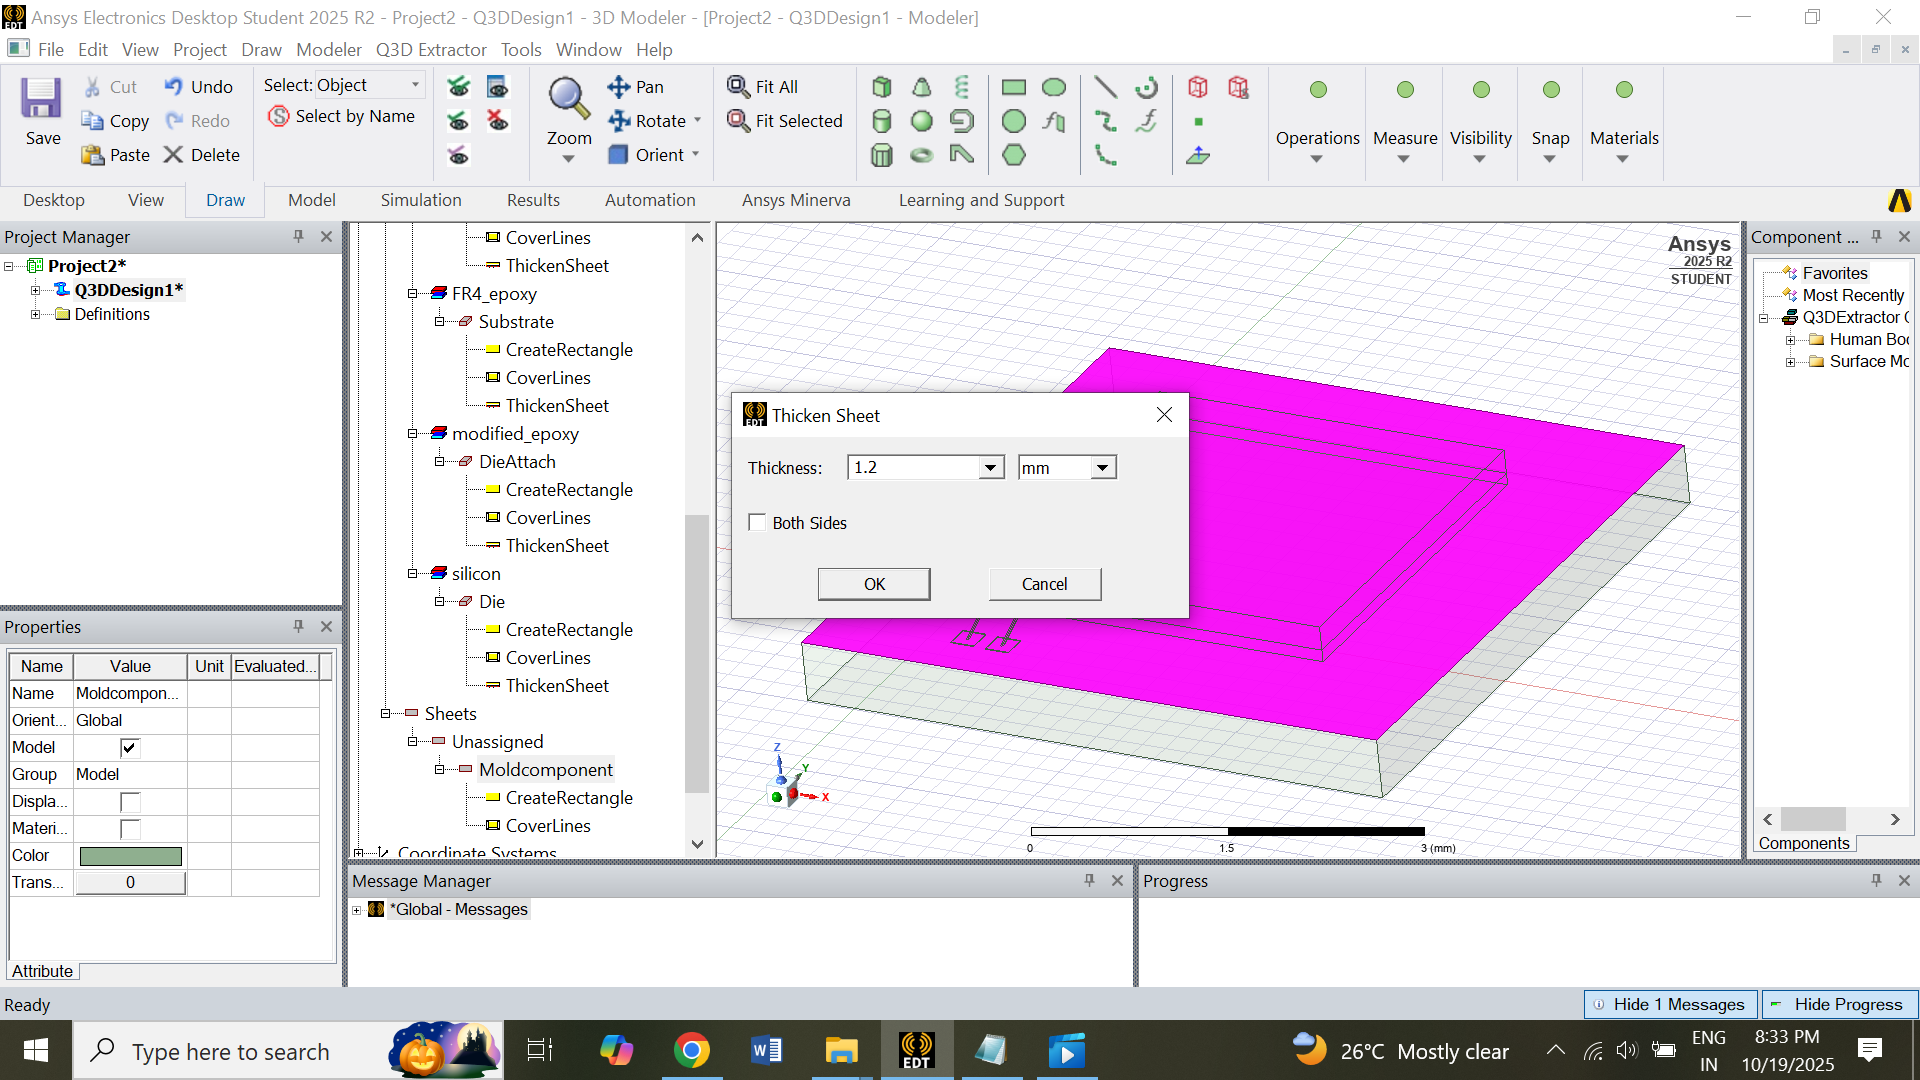 Ansys Electronics Desktop Student 2025 R2 - Project2 - Q3DDesign1 - 3D Modeler - [Project2 - Q3DDesign1 - Modeler]
File Edit View Project Draw Modeler Q3D Extractor Tools Window Help
Save
Cut
Copy
Paste
Undo
Redo
Delete
Select: Object
Select by Name
Zoom
Pan
Rotate
Orient
Fit All
Fit Selected
Operations
Measure
Visibility
Snap
Materials
Desktop View Draw Model Simulation Results Automation Ansys Minerva Learning and Support
Project Manager
Project2*
Q3DDesign1*
Definitions
Properties
Name Value Unit Evaluated...
Name Moldcompon...
Orient... Global
Model
Group Model
Displa...
Materi...
Color
Trans... 0
Attribute
CoverLines
ThickenSheet
FR4_epoxy
Substrate
CreateRectangle
CoverLines
ThickenSheet
modified_epoxy
DieAttach
CreateRectangle
CoverLines
ThickenSheet
silicon
Die
CreateRectangle
CoverLines
ThickenSheet
Sheets
Unassigned
Moldcomponent
CreateRectangle
CoverLines
Coordinate Systems
Ansys
2025 R2
STUDENT
EDT Thicken Sheet
Thickness: 1.2 mm
Both Sides
OK Cancel
Z
Y
X
0 1.5 3 (mm)
Component ...
Favorites
Most Recently
Q3DExtractor
Human Bo
Surface Mo
Components
Message Manager
*Global - Messages
Progress
Ready
Hide 1 Messages
Hide Progress
Type here to search
EDT
26°C Mostly clear
ENG
IN
8:33 PM
10/19/2025